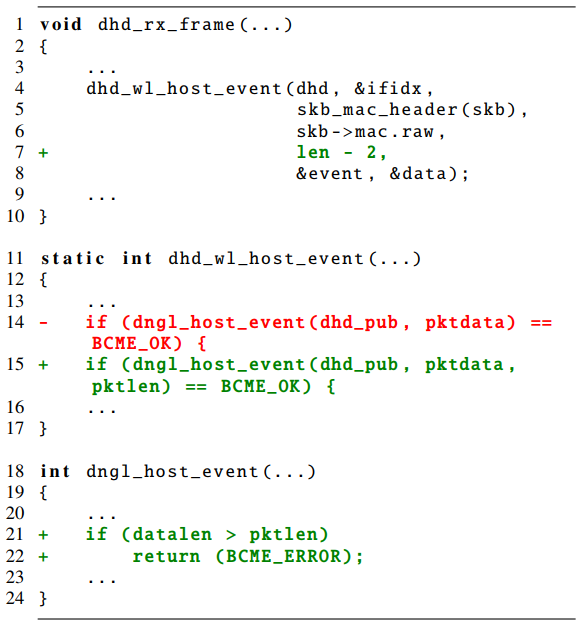 1 void dhd_rx_frame(...)
2 {
3 ...
4 dhd_wl_host_event(dhd, &ifidx,
5 skb_mac_header(skb),
6 skb->mac.raw,
7 + len - 2,
8 &event, &data);
9 ...
10 }
11 static int dhd_wl_host_event(...)
12 {
13 ...
14 - if (dngl_host_event(dhd_pub, pktdata) ==
BCME_OK) {
15 + if (dngl_host_event(dhd_pub, pktdata,
pktlen) == BCME_OK) {
16 ...
17 }
18 int dngl_host_event(...)
19 {
20 ...
21 + if (datalen > pktlen)
22 + return (BCME_ERROR);
23 ...
24 }